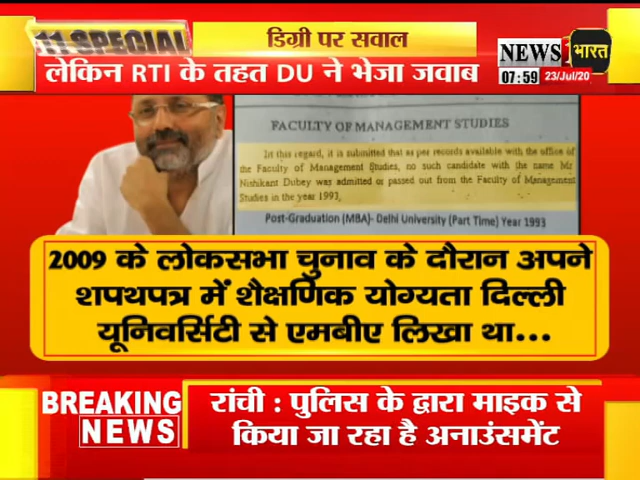 11 SPECIAL
डिग्री पर सवाल
लेकिन RTI के तहत DU ने भेजा जवाब
NEWS 11 भारत
07:59 23/Jul/20
FACULTY OF MANAGEMENT STUDIES
In this regard, it is submitted that as per records available with the office
of the Faculty of Management Studies, no such candidate with the name Mr
Nishikant Dubey was admitted or passed out from the Faculty of Management
Studies in the year 1993,
Post-Graduation (MBA)- Delhi University (Part Time) Year 1993
2009 के लोकसभा चुनाव के दौरान अपने
शपथपत्र में शैक्षणिक योग्यता दिल्ली
यूनिवर्सिटी से एमबीए लिखा था...
BREAKING
NEWS
रांची : पुलिस के द्वारा माइक से
किया जा रहा है अनाउंसमेंट